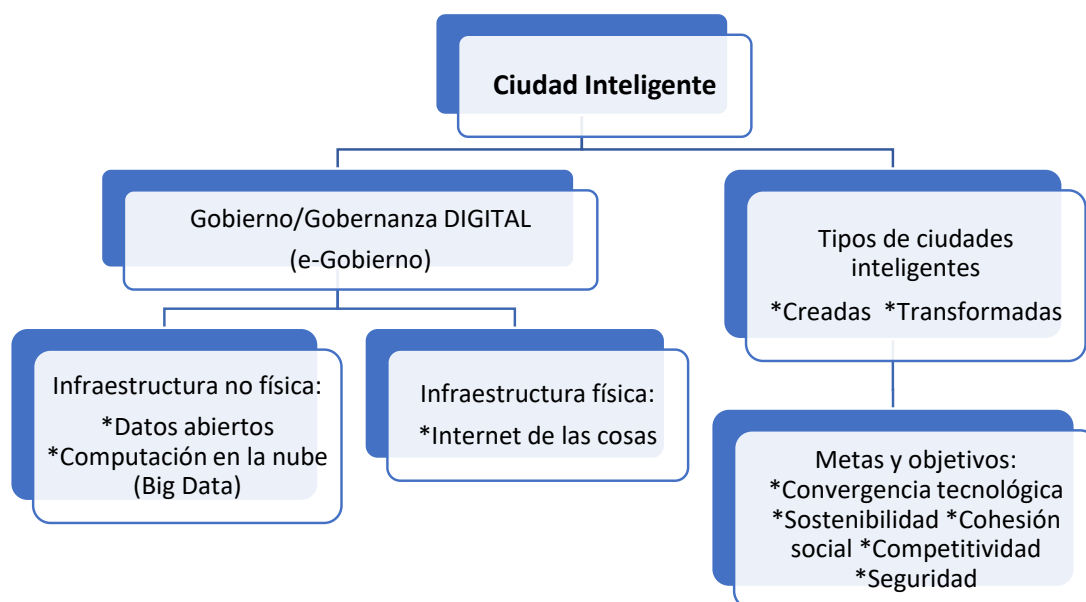 Ciudad Inteligente
Gobierno/Gobernanza DIGITAL
(e-Gobierno)
Tipos de ciudades
inteligentes
*Creadas *Transformadas
Infraestructura no física:
*Datos abiertos
*Computación en la nube
(Big Data)
Infraestructura física:
*Internet de las cosas
Metas y objetivos:
*Convergencia tecnológica
*Sostenibilidad *Cohesión
social *Competitividad
*Seguridad